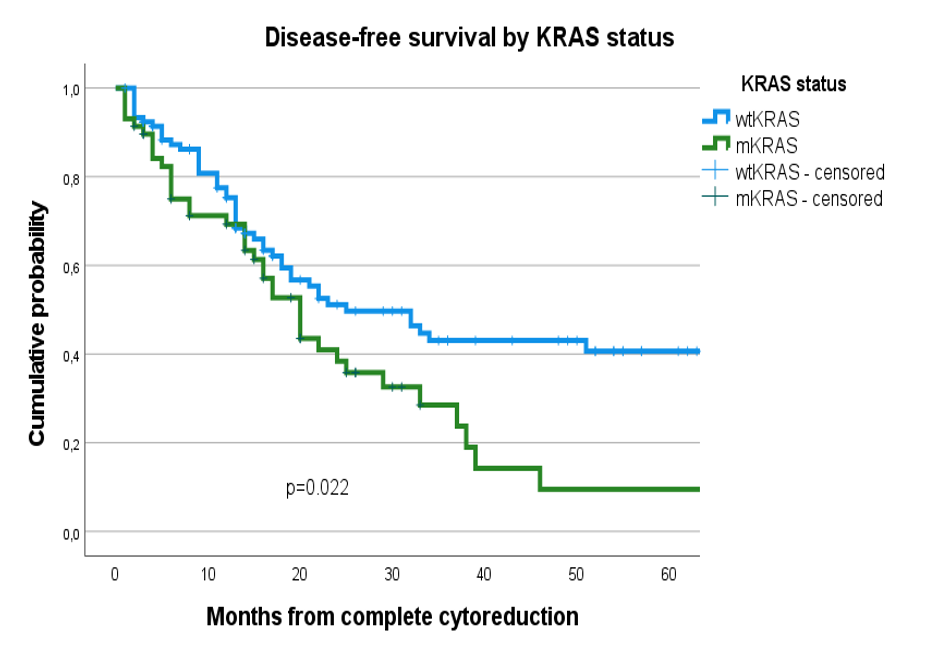 Disease-free survival by KRAS status
KRAS status
wtKRAS
mKRAS
wtKRAS - censored
mKRAS - censored
Cumulative probability
1,0
0,8
0,6
0,4
0,2
0,0
p=0.022
0 10 20 30 40 50 60
Months from complete cytoreduction